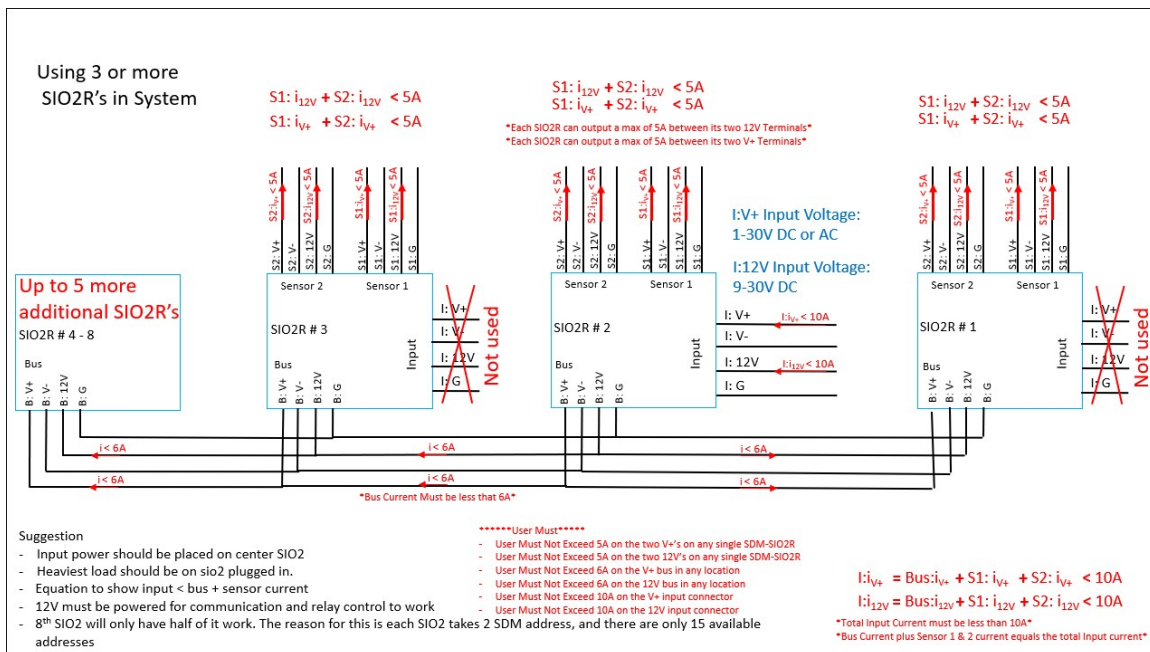 Using 3 or more
SIO2R's in System
S1: i12V + S2: i12V < 5A
S1: iV+ + S2: iV+ < 5A
S1: i12V + S2: i12V < 5A
S1: iV+ + S2: iV+ < 5A
*Each SIO2R can output a max of 5A between its two 12V Terminals*
*Each SIO2R can output a max of 5A between its two V+ Terminals*
S1: i12V + S2: i12V < 5A
S1: iV+ + S2: iV+ < 5A
S2:iV+ < 5A
S2:i12V < 5A
S1:iV+ < 5A
S1:i12V < 5A
S2:iV+ < 5A
S2:i12V < 5A
S1:iV+ < 5A
S1:i12V < 5A
S2:iV+ < 5A
S2:i12V < 5A
S1:iV+ < 5A
S1:i12V < 5A
I:V+ Input Voltage:
1-30V DC or AC
I:12V Input Voltage:
9-30V DC
S2: V+
S2: V-
S2: 12V
S2: G
S1: V+
S1: V-
S1: 12V
S1: G
S2: V+
S2: V-
S2: 12V
S2: G
S1: V+
S1: V-
S1: 12V
S1: G
S2: V+
S2: V-
S2: 12V
S2: G
S1: V+
S1: V-
S1: 12V
S1: G
Up to 5 more
additional SIO2R's
SIO2R # 4 - 8
Bus
B: V+
B: V-
B: 12V
B: G
Sensor 2
Sensor 1
SIO2R # 3
Bus
Input
B: V+
B: V-
B: 12V
B: G
I: V+
I: V-
I: 12V
I: G
Not used
Sensor 2
Sensor 1
SIO2R # 2
Bus
Input
B: V+
B: V-
B: 12V
B: G
I: V+
I: V-
I: 12V
I: G
I:iV+ < 10A
I:i12V < 10A
Sensor 2
Sensor 1
SIO2R # 1
Bus
Input
B: V+
B: V-
B: 12V
B: G
I: V+
I: V-
I: 12V
I: G
Not used
i < 6A
i < 6A
i < 6A
i < 6A
i < 6A
i < 6A
*Bus Current Must be less that 6A*
Suggestion
- Input power should be placed on center SIO2
- Heaviest load should be on sio2 plugged in.
- Equation to show input < bus + sensor current
- 12V must be powered for communication and relay control to work
- 8th SIO2 will only have half of it work. The reason for this is each SIO2 takes 2 SDM address, and there are only 15 available
addresses
******User Must*****
- User Must Not Exceed 5A on the two V+'s on any single SDM-SIO2R
- User Must Not Exceed 5A on the two 12V's on any single SDM-SIO2R
- User Must Not Exceed 6A on the V+ bus in any location
- User Must Not Exceed 6A on the 12V bus in any location
- User Must Not Exceed 10A on the V+ input connector
- User Must Not Exceed 10A on the 12V input connector
I:iV+ = Bus:iV+ + S1: iV+ + S2: iV+ < 10A
I:i12V = Bus:i12V + S1: i12V + S2: i12V < 10A
*Total Input Current must be less than 10A*
*Bus Current plus Sensor 1 & 2 current equals the total Input current*